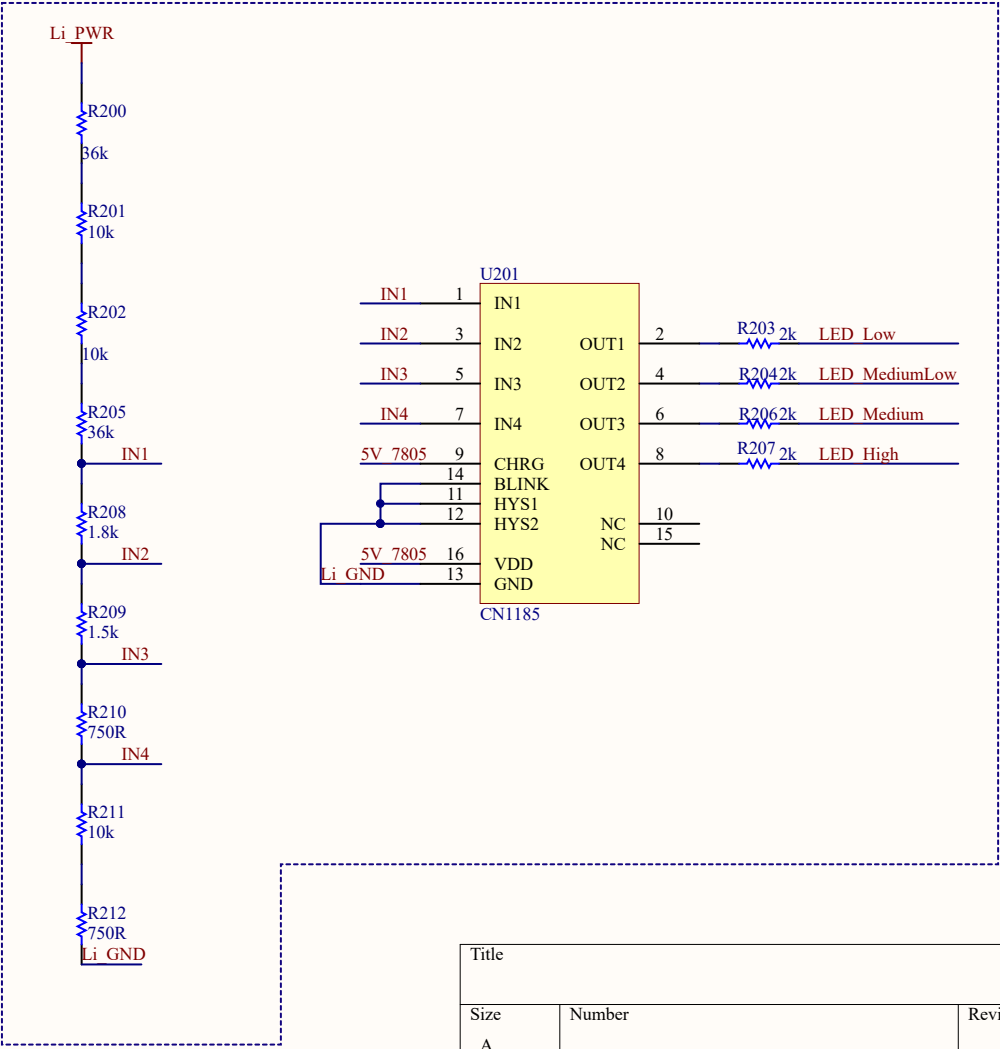 Li_PWR
R200
36k
R201
10k
R202
10k
R205
36k
IN1
R208
1.8k
IN2
R209
1.5k
IN3
R210
750R
IN4
R211
10k
R212
750R
Li_GND
U201
IN1 1 IN1
IN2 3 IN2
IN3 5 IN3
IN4 7 IN4
5V_7805 9 CHRG
14 BLINK
11 HYS1
12 HYS2
5V_7805 16 VDD
Li_GND 13 GND
OUT1 2 R203 2k LED_Low
OUT2 4 R204 2k LED_MediumLow
OUT3 6 R206 2k LED_Medium
OUT4 8 R207 2k LED_High
NC 10
NC 15
CN1185
Title
Size Number Revi
A